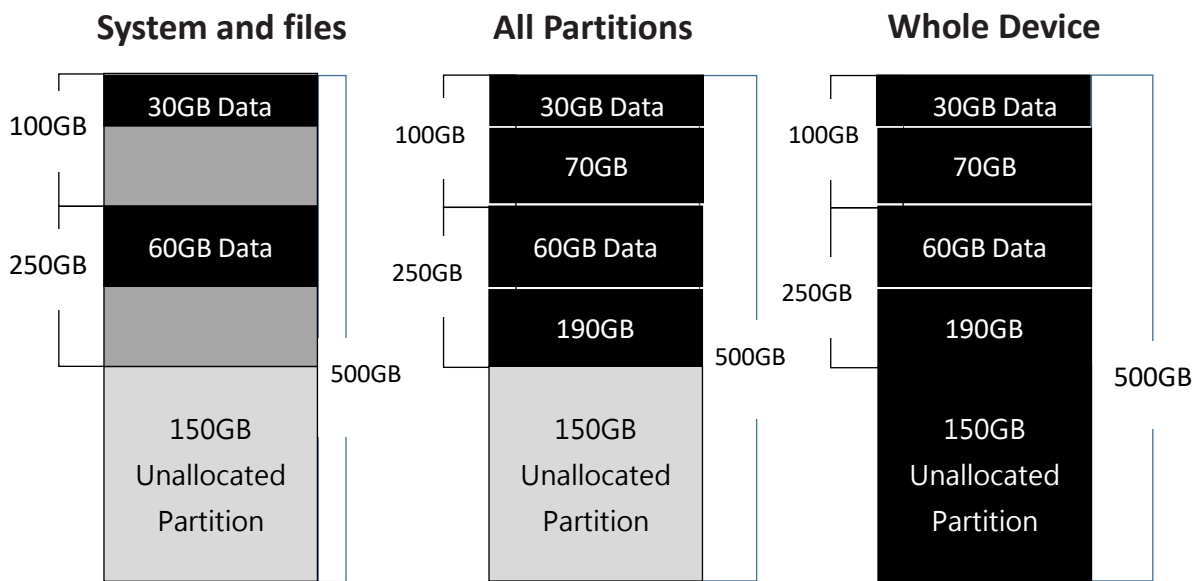 System and files
100GB
30GB Data
250GB
60GB Data
500GB
150GB
Unallocated
Partition
All Partitions
100GB
30GB Data
70GB
250GB
60GB Data
190GB
500GB
150GB
Unallocated
Partition
Whole Device
100GB
30GB Data
70GB
250GB
60GB Data
190GB
500GB
150GB
Unallocated
Partition